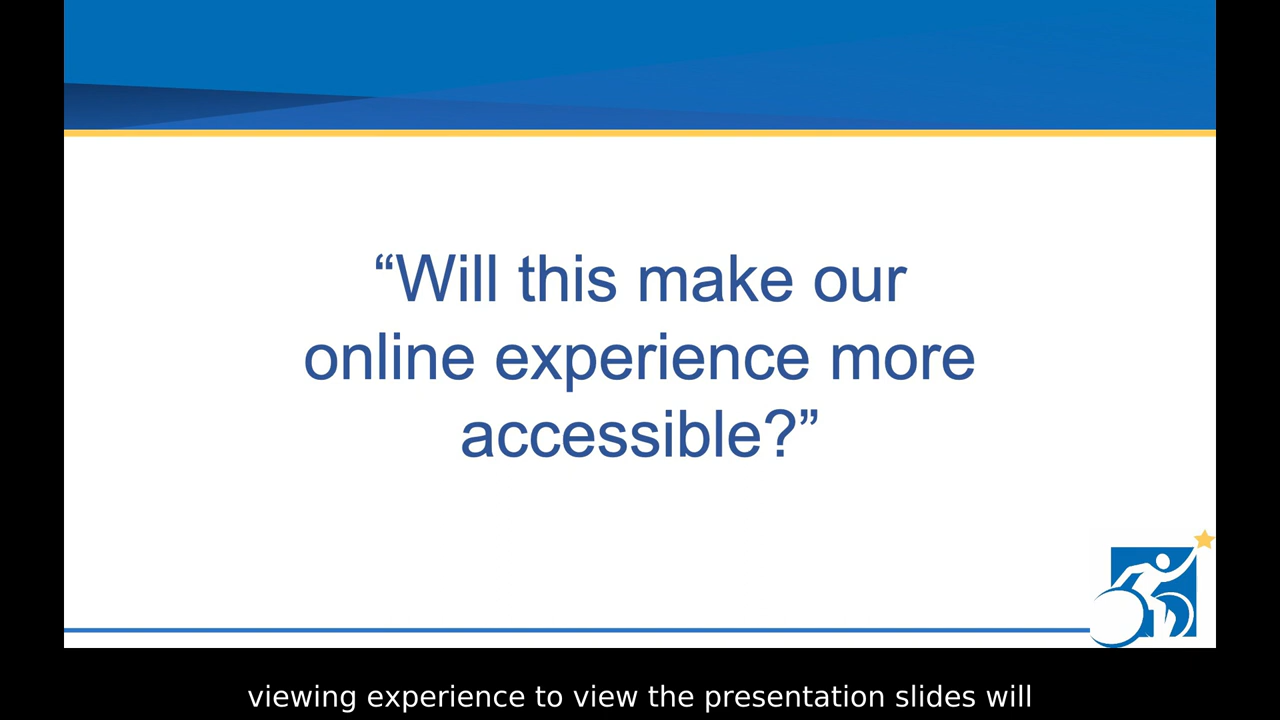 “Will this make our
online experience more
accessible?”
viewing experience to view the presentation slides will